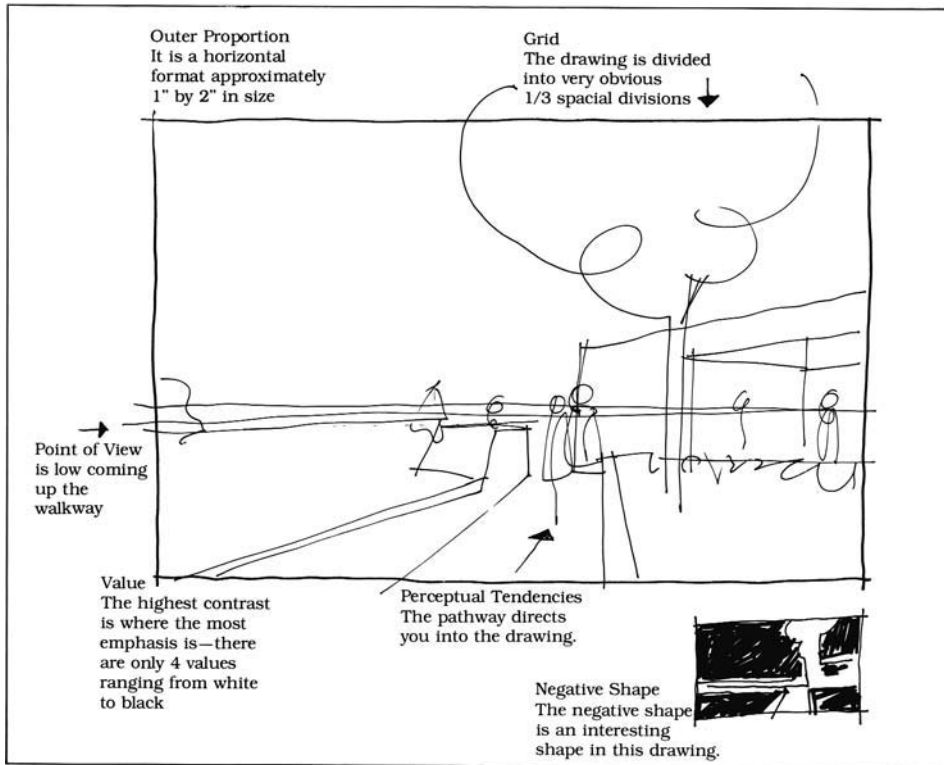 Outer Proportion
It is a horizontal
format approximately
1” by 2” in size
Grid
The drawing is divided
into very obvious
1/3 spacial divisions
Point of View
is low coming
up the
walkway
Value
The highest contrast
is where the most
emphasis is—there
are only 4 values
ranging from white
to black
Perceptual Tendencies
The pathway directs
you into the drawing.
Negative Shape
The negative shape
is an interesting
shape in this drawing.